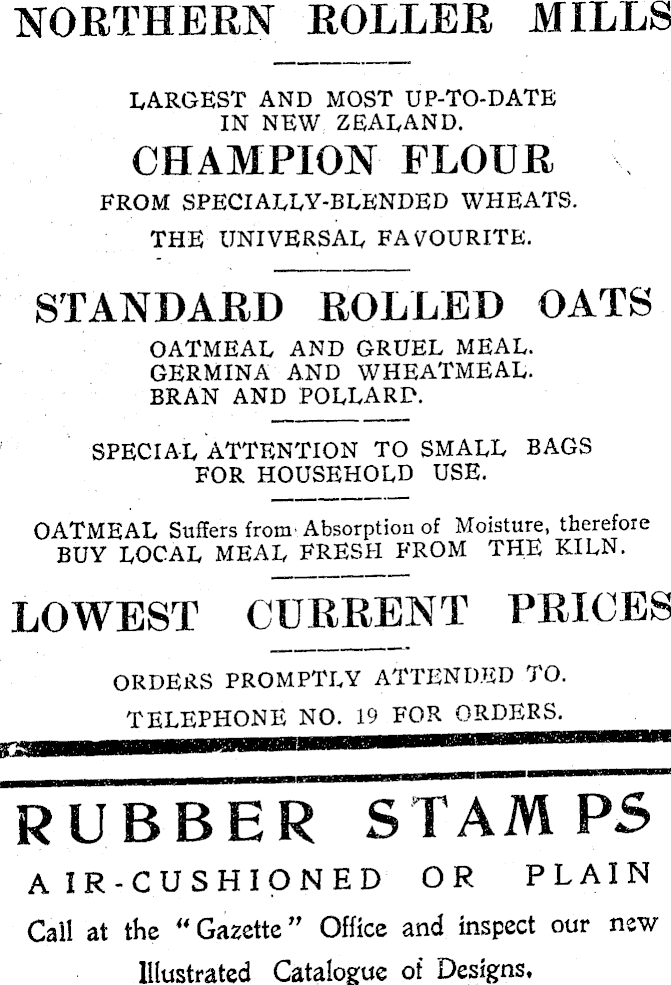 NORTHERN ROLLER MILLS
LARGEST AND MOST UP-TO-DATE
IN NEW ZEALAND.
CHAMPION FLOUR
FROM SPECIALLY-BLENDED WHEATS.
THE UNIVERSAL FAVOURITE.
STANDARD ROLLED OATS
OATMEAL AND GRUEL MEAL.
GERMINA AND WHEATMEAL.
BRAN AND POLLARD.
SPECIAL ATTENTION TO SMALL BAGS
FOR HOUSEHOLD USE.
OATMEAL Suffers from Absorption of Moisture, therefore
BUY LOCAL MEAL FRESH FROM THE KILN.
LOWEST CURRENT PRICES
ORDERS PROMPTLY ATTENDED TO.
TELEPHONE NO. 19 FOR ORDERS.
RUBBER STAMPS
AIR-CUSHIONED OR PLAIN
Call at the "Gazette" Office and inspect our new
Illustrated Catalogue of Designs.